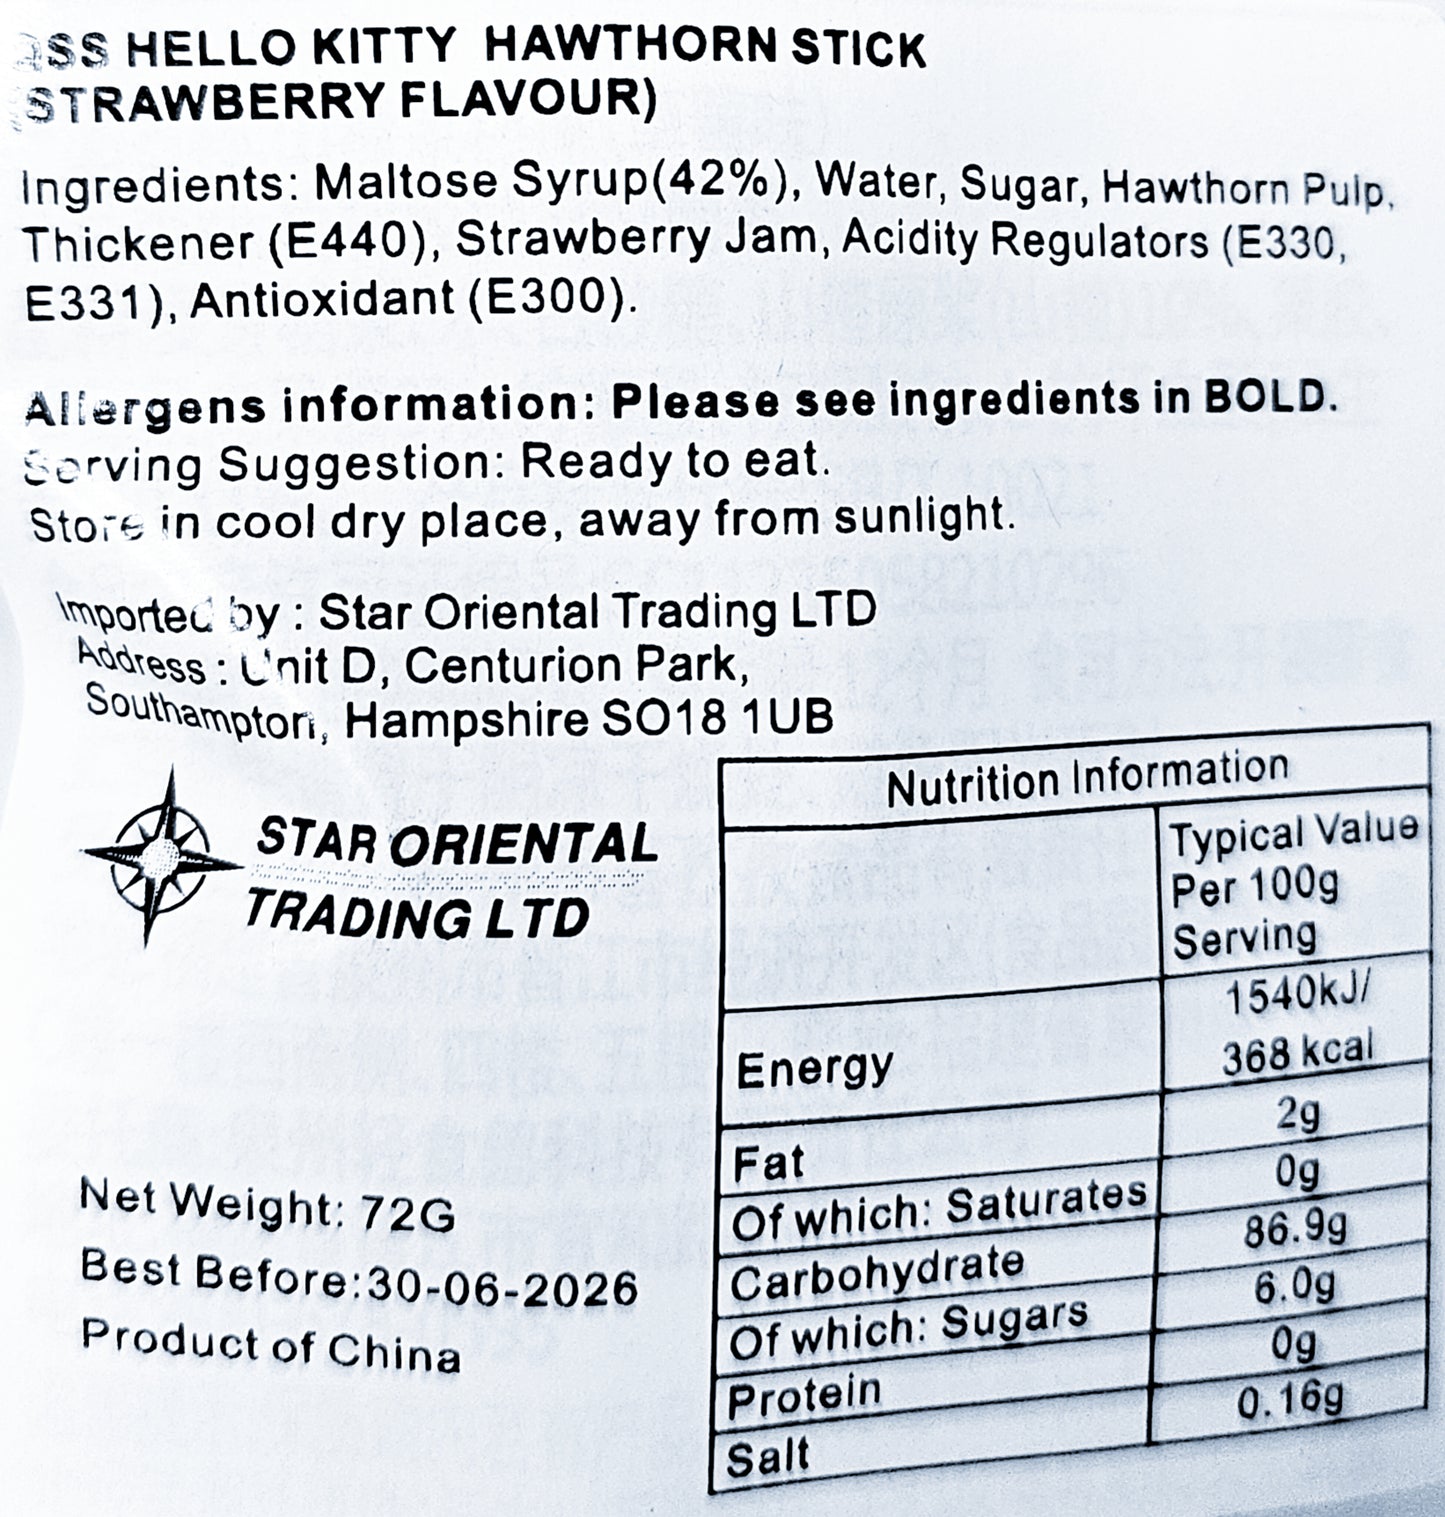 QSS HELLO KITTY HAWTHORN STICK
(STRAWBERRY FLAVOUR)
Ingredients: Maltose Syrup(42%), Water, Sugar, Hawthorn Pulp,
Thickener (E440), Strawberry Jam, Acidity Regulators (E330,
E331), Antioxidant (E300).
Allergens information: Please see ingredients in BOLD.
Serving Suggestion: Ready to eat.
Store in cool dry place, away from sunlight.
Imported by : Star Oriental Trading LTD
Address : Unit D, Centurion Park,
Southampton, Hampshire SO18 1UB
STAR ORIENTAL
TRADING LTD
Net Weight: 72G
Best Before:30-06-2026
Product of China
Nutrition Information
Typical Value
Per 100g
Serving
Energy 1540kJ/
368 kcal
Fat 2g
Of which: Saturates 0g
Carbohydrate 86.9g
Of which: Sugars 6.0g
Protein 0g
Salt 0.16g